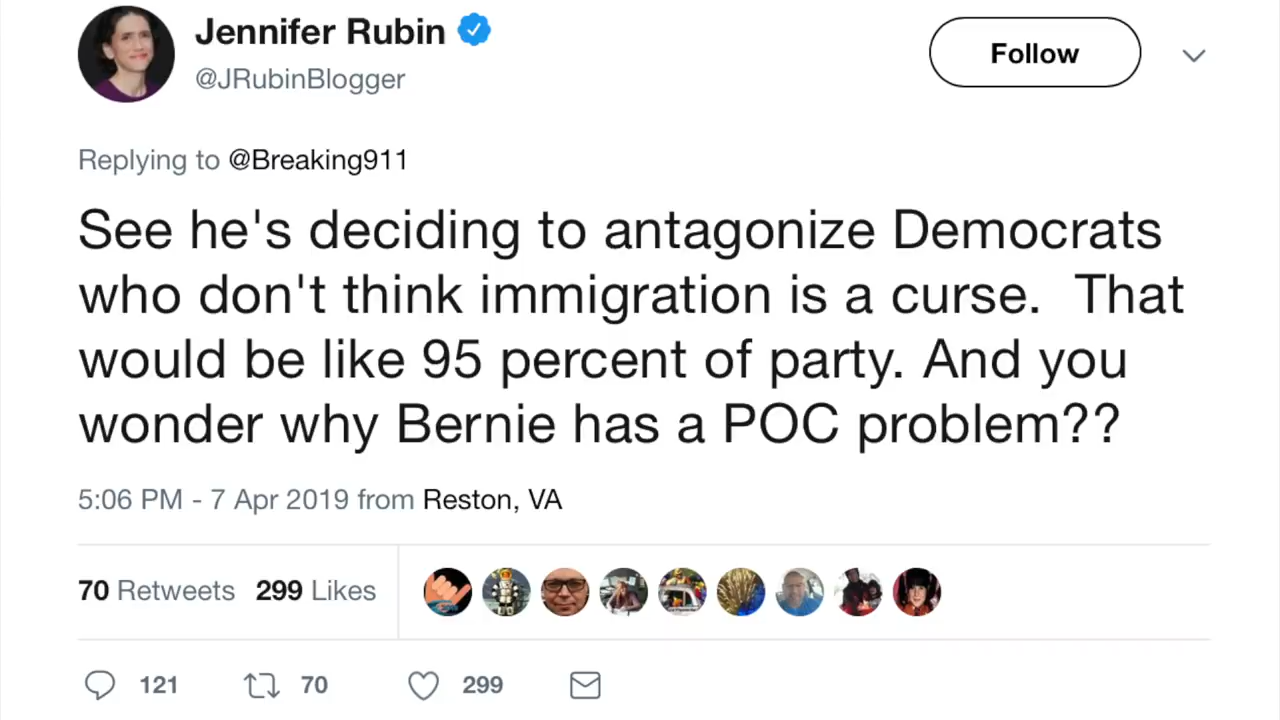 Jennifer Rubin
@JRubinBlogger
Follow
Replying to @Breaking911
See he's deciding to antagonize Democrats
who don't think immigration is a curse.  That
would be like 95 percent of party. And you
wonder why Bernie has a POC problem??
5:06 PM - 7 Apr 2019 from Reston, VA
70 Retweets 299 Likes
121 70 299